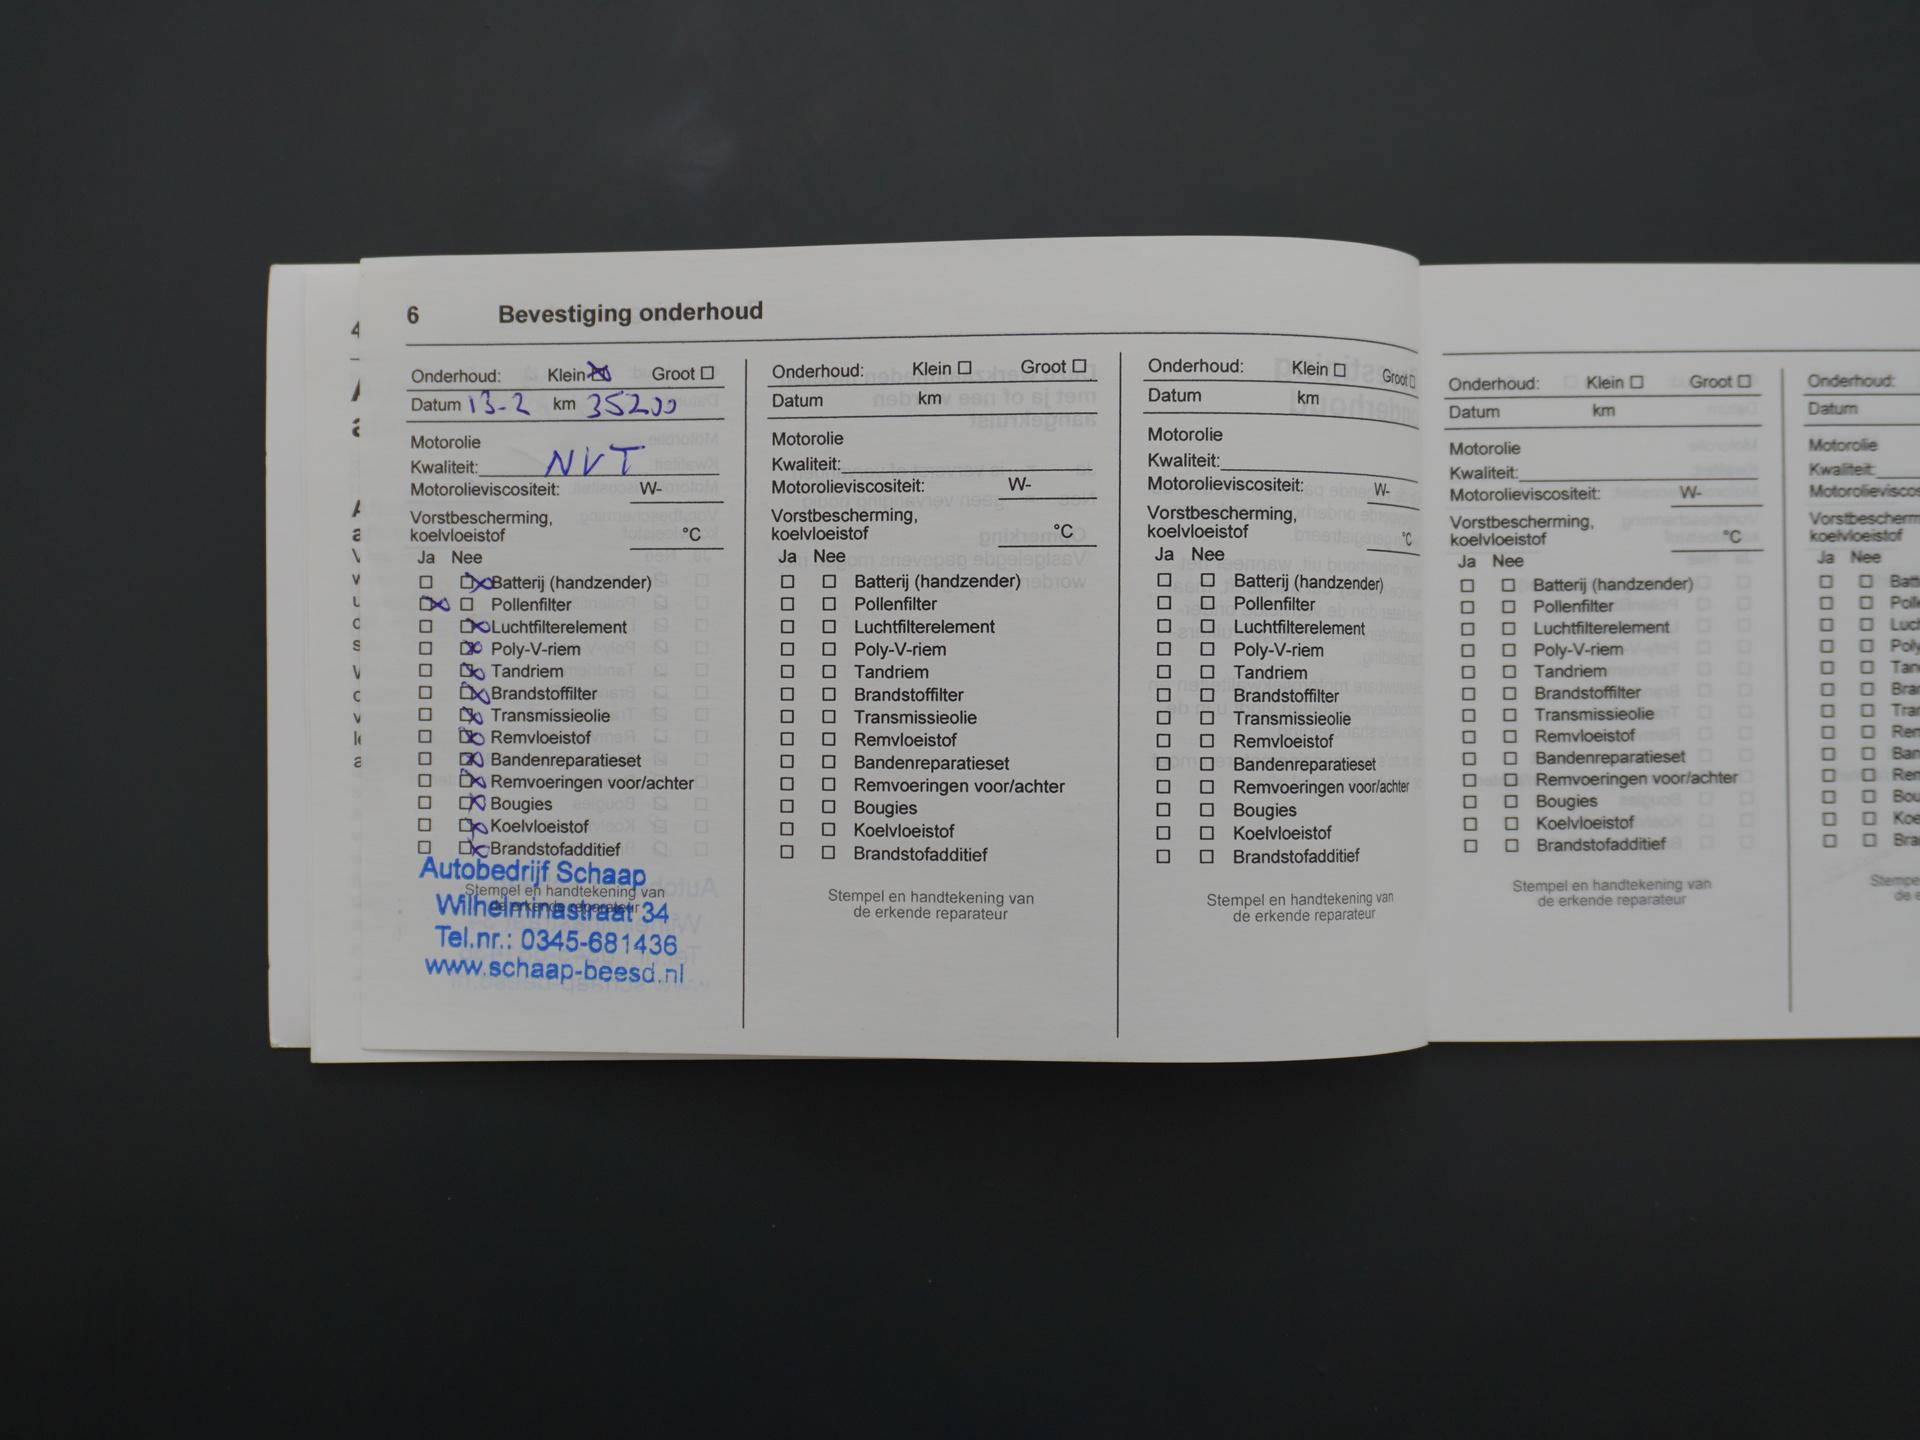 6 Bevestiging onderhoud
Onderhoud: Klein Groot
Datum 13-2 km 35200
Motorolie
Kwaliteit: NVT
Motorolieviscositeit: W-
Vorstbescherming,
koelvloeistof °C
Ja Nee
Batterij (handzender)
Pollenfilter
Luchtfilterelement
Poly-V-riem
Tandriem
Brandstoffilter
Transmissieolie
Remvloeistof
Bandenreparatieset
Remvoeringen voor/achter
Bougies
Koelvloeistof
Brandstofadditief
Autobedrijf Schaap
Stempel en handtekening van
de erkende reparateur
Wilhelminastraat 34
Tel.nr.: 0345-681436
www.schaap-beesd.nl
Onderhoud: Klein Groot
Datum km
Motorolie
Kwaliteit:
Motorolieviscositeit: W-
Vorstbescherming,
koelvloeistof °C
Ja Nee
Batterij (handzender)
Pollenfilter
Luchtfilterelement
Poly-V-riem
Tandriem
Brandstoffilter
Transmissieolie
Remvloeistof
Bandenreparatieset
Remvoeringen voor/achter
Bougies
Koelvloeistof
Brandstofadditief
Stempel en handtekening van
de erkende reparateur
Onderhoud: Klein Groot
Datum km
Motorolie
Kwaliteit:
Motorolieviscositeit: W-
Vorstbescherming,
koelvloeistof °C
Ja Nee
Batterij (handzender)
Pollenfilter
Luchtfilterelement
Poly-V-riem
Tandriem
Brandstoffilter
Transmissieolie
Remvloeistof
Bandenreparatieset
Remvoeringen voor/achter
Bougies
Koelvloeistof
Brandstofadditief
Stempel en handtekening van
de erkende reparateur
Onderhoud: Klein Groot
Datum km
Motorolie
Kwaliteit:
Motorolieviscositeit: W-
Vorstbescherming,
koelvloeistof °C
Ja Nee
Batterij (handzender)
Pollenfilter
Luchtfilterelement
Poly-V-riem
Tandriem
Brandstoffilter
Transmissieolie
Remvloeistof
Bandenreparatieset
Remvoeringen voor/achter
Bougies
Koelvloeistof
Brandstofadditief
Stempel en handtekening van
de erkende reparateur
Onderhoud:
Datum
Motorolie
Kwaliteit:
Ja Nee